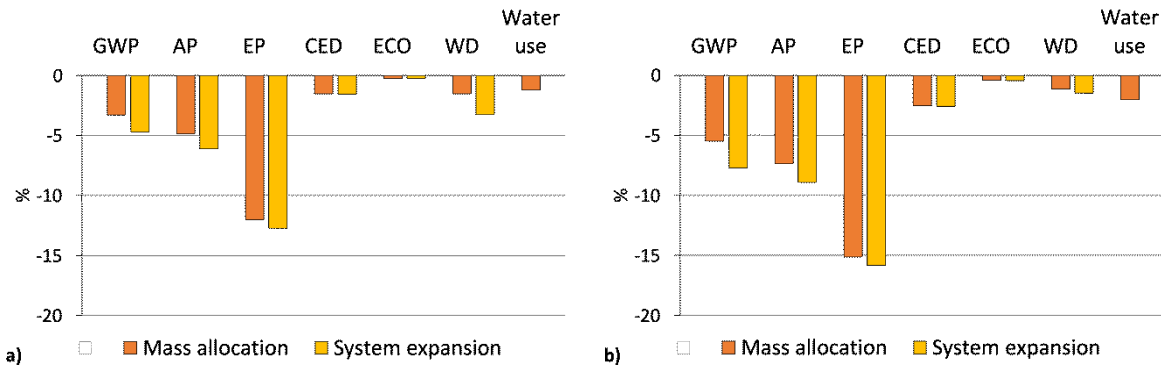 Water
GWP AP EP CED ECO WD use
0
-5
-10
-15
-20
%
a) Mass allocation System expansion
Water
GWP AP EP CED ECO WD use
0
-5
-10
-15
-20
%
b) Mass allocation System expansion